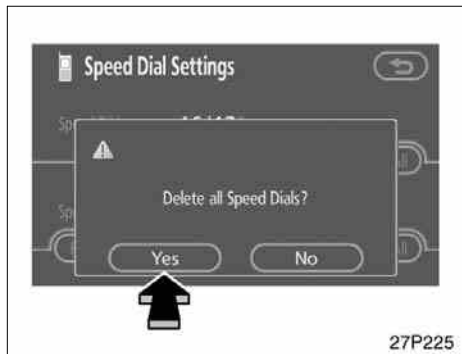 Speed Dial Settings
Delete all Speed Dials?
Yes
No
27P225